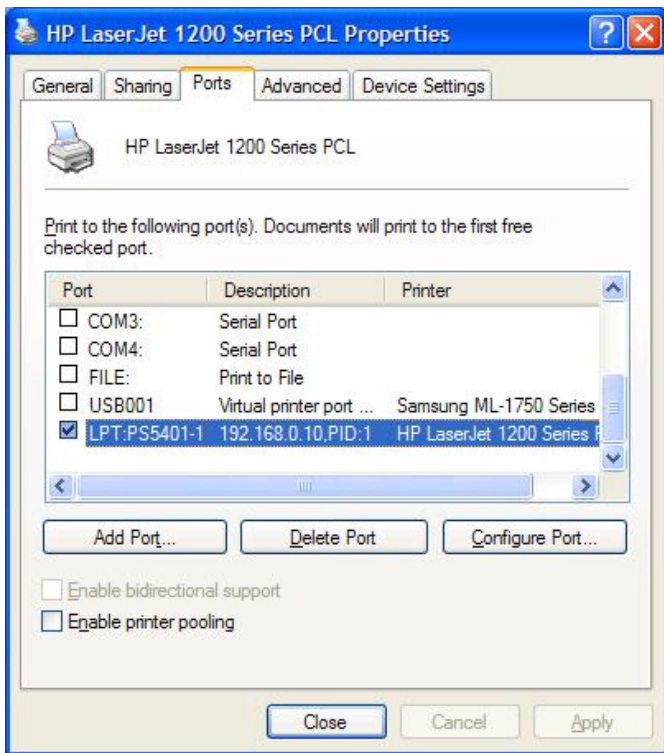 HP LaserJet 1200 Series PCL Properties
General Sharing Ports Advanced Device Settings
HP LaserJet 1200 Series PCL
Print to the following port(s). Documents will print to the first free
checked port.
Port Description Printer
COM3: Serial Port
COM4: Serial Port
FILE: Print to File
USB001 Virtual printer port ... Samsung ML-1750 Series
LPT:PS5401-1 192.168.0.10,PID:1 HP LaserJet 1200 Series
Add Port... Delete Port Configure Port...
Enable bidirectional support
Enable printer pooling
Close Cancel Apply